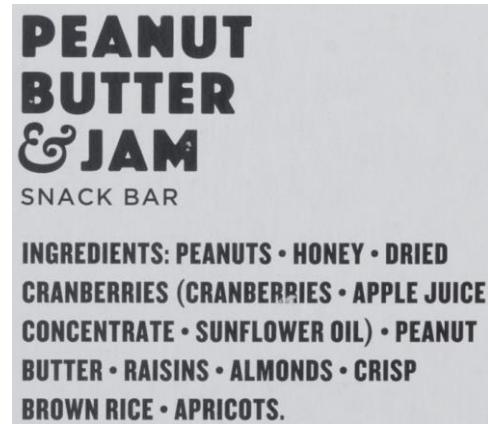 PEANUT
BUTTER
& JAM
SNACK BAR
INGREDIENTS: PEANUTS • HONEY • DRIED
CRANBERRIES (CRANBERRIES • APPLE JUICE
CONCENTRATE • SUNFLOWER OIL) • PEANUT
BUTTER • RAISINS • ALMONDS • CRISP
BROWN RICE • APRICOTS.